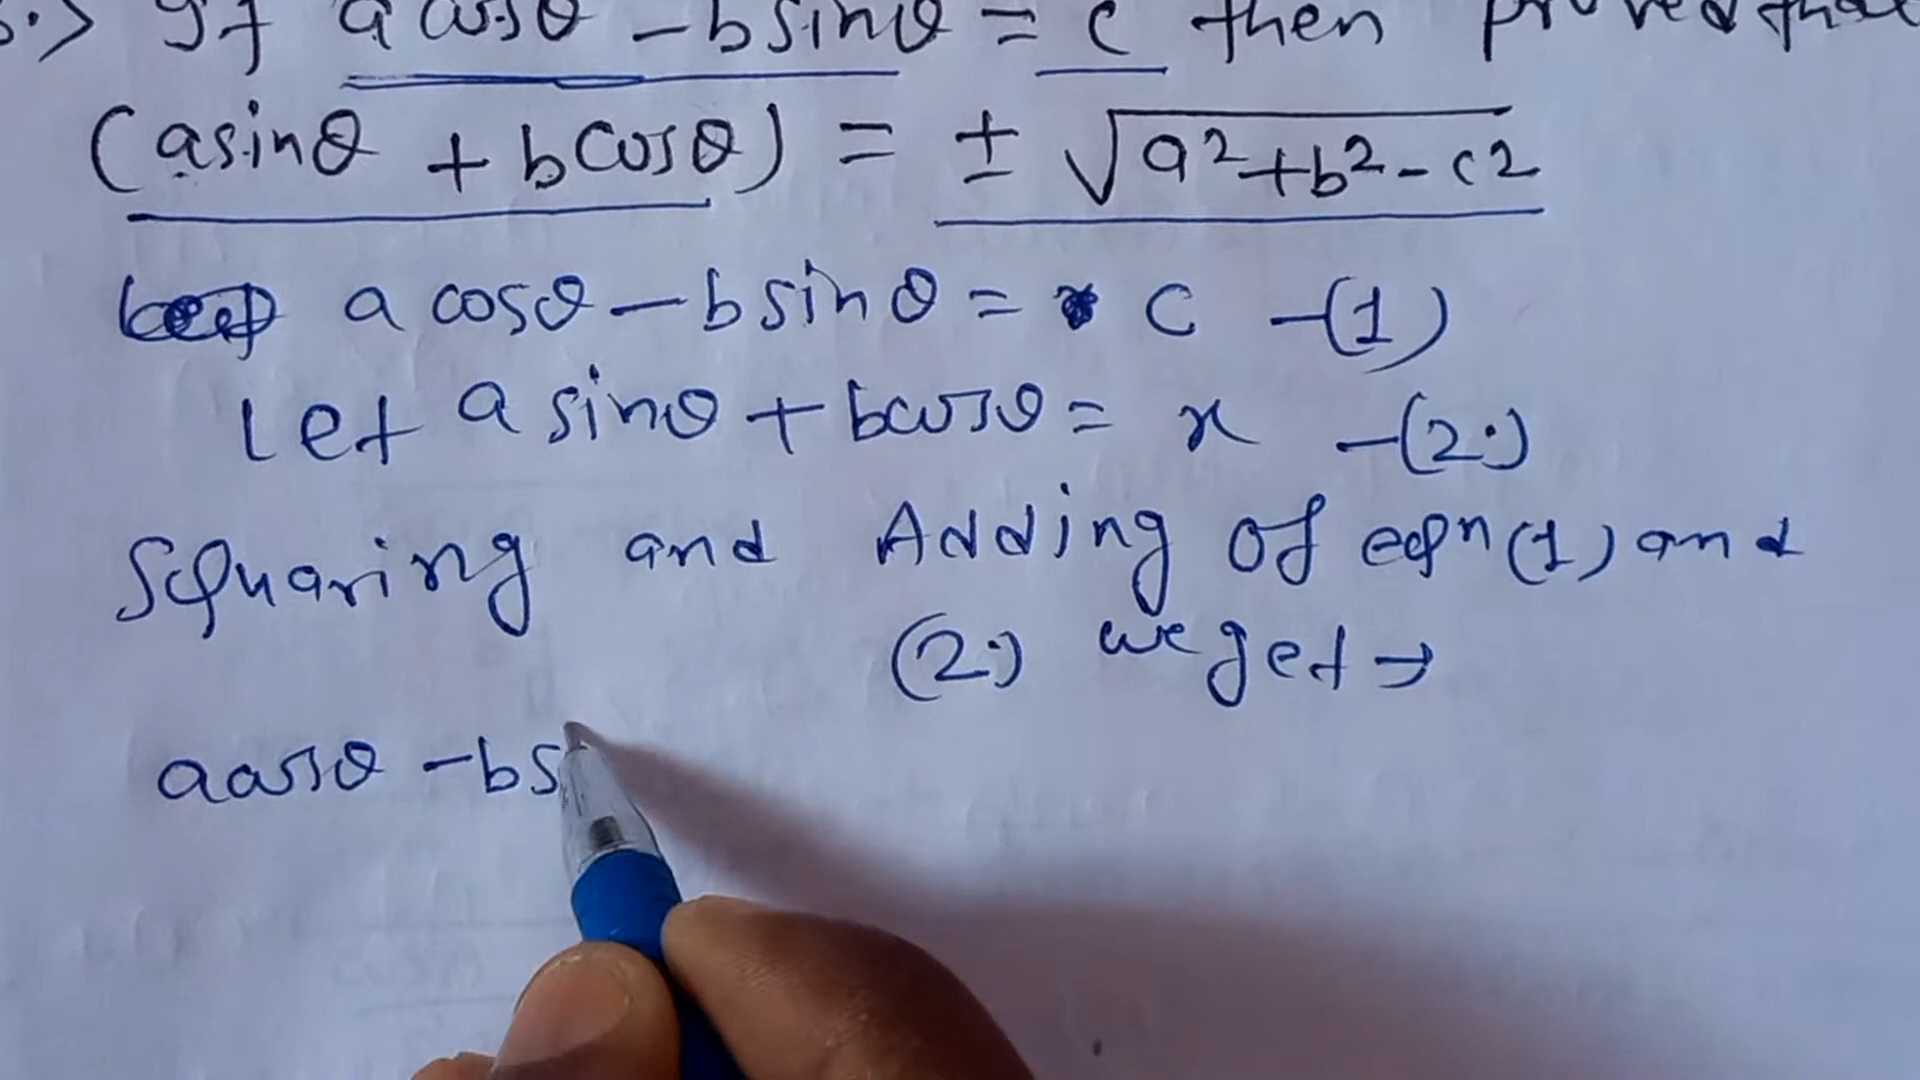 If a cosθ - b sinθ = c then proved that
(a sinθ + b cosθ) = ± √a²+b²-c²
a cosθ - b sinθ = c -(1)
Let a sinθ + b cosθ = x -(2.)
Squaring and Adding of eqn (1) and
(2.) we get →
a cosθ - bs